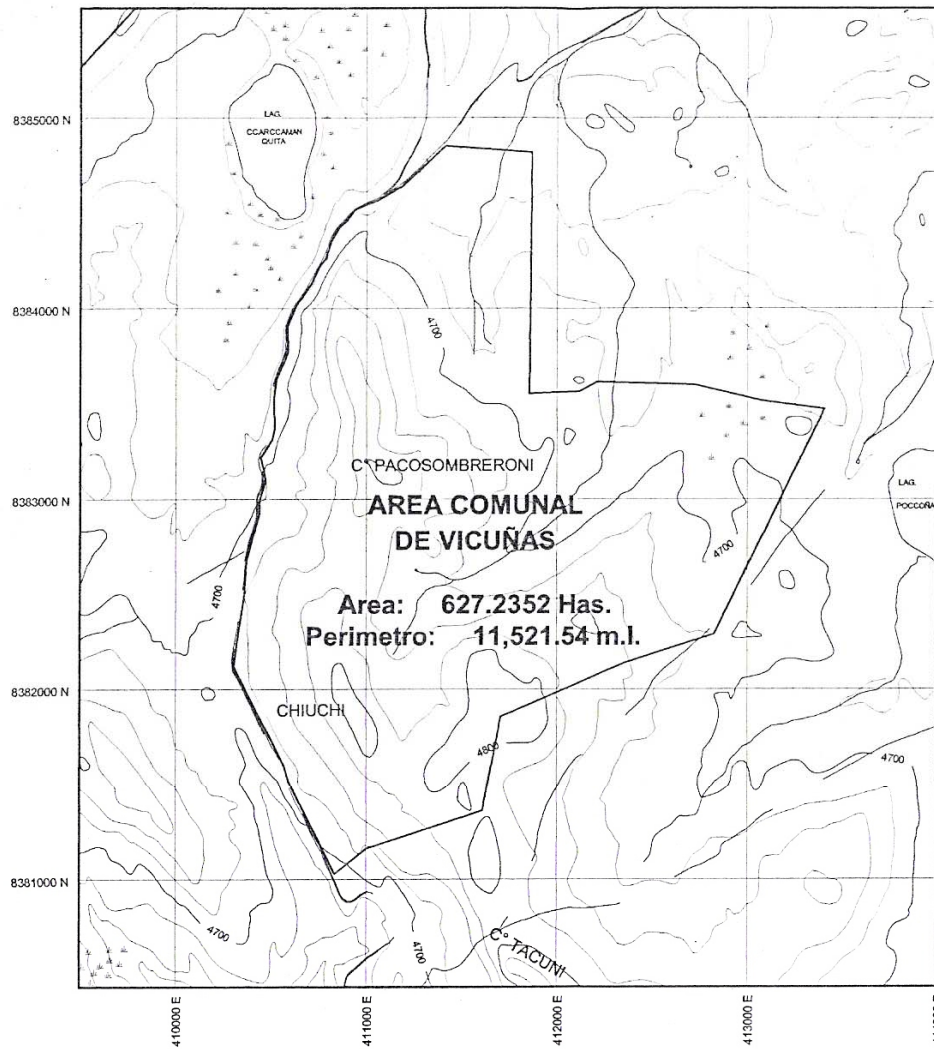 LAG.
CCARCCAMAN
QUITA
8385000 N
8384000 N
4700
C° PACOSOMBRERONI
8383000 N
AREA COMUNAL
DE VICUÑAS
LAG.
POCCOÑA
4700
4700
Area: 627.2352 Has.
Perimetro: 11,521.54 m.l.
8382000 N
CHIUCHI
4800
4700
8381000 N
4700
4700
C° TACUNI
410000 E
411000 E
412000 E
413000 E